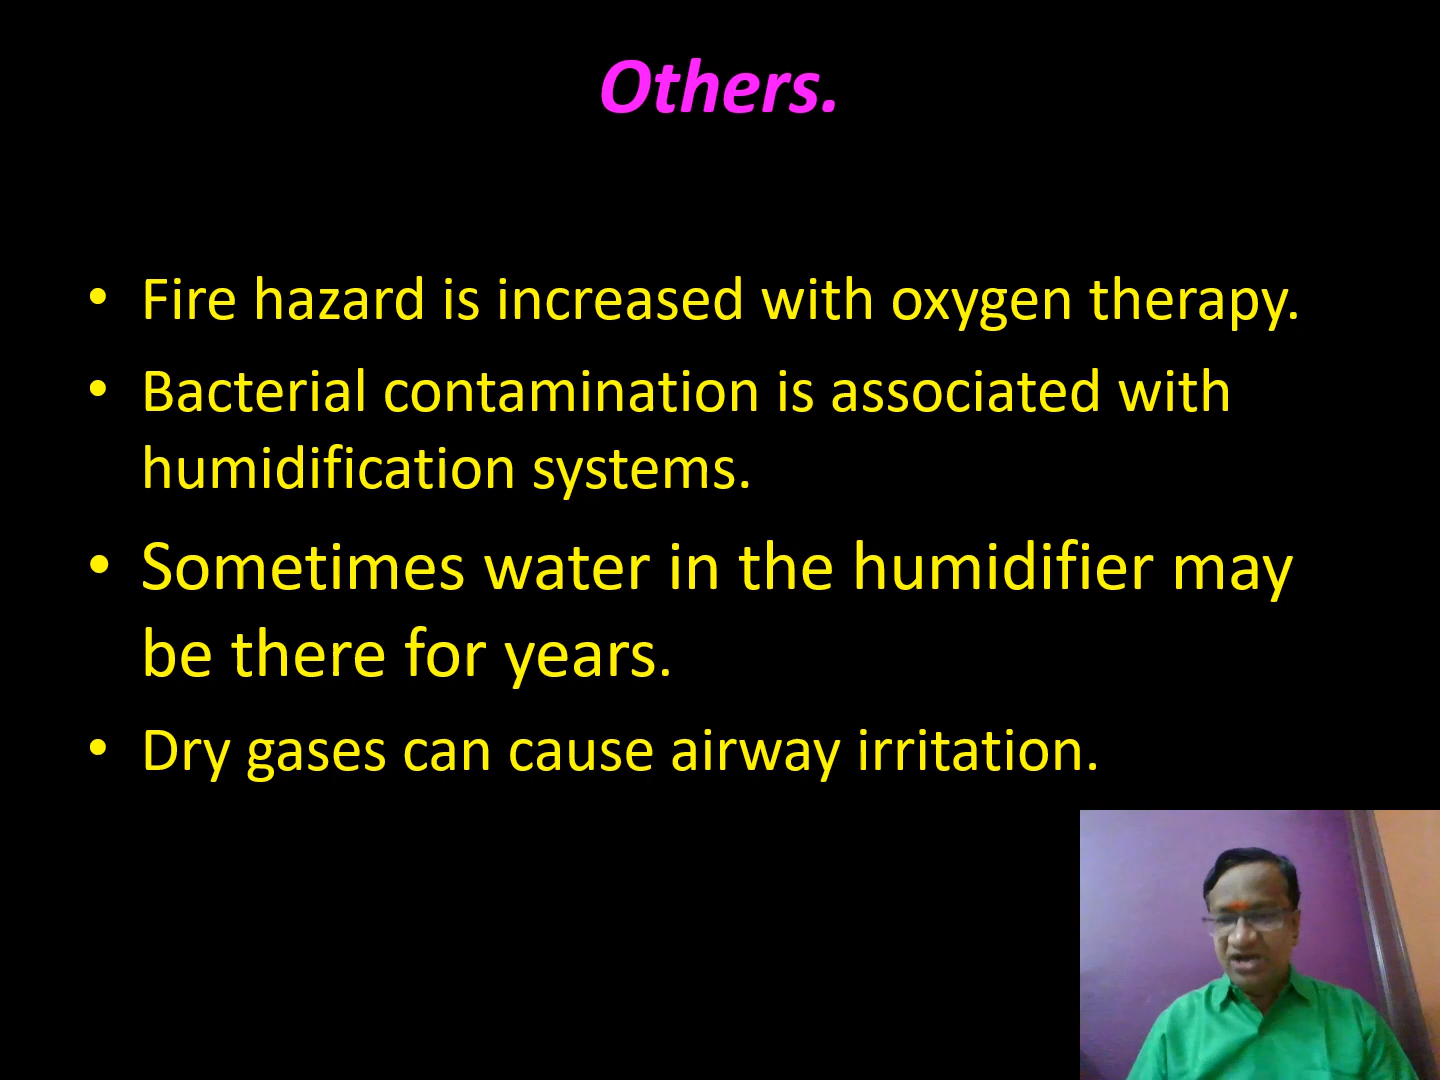 Others.
• Fire hazard is increased with oxygen therapy.
• Bacterial contamination is associated with
humidification systems.
• Sometimes water in the humidifier may
be there for years.
• Dry gases can cause airway irritation.